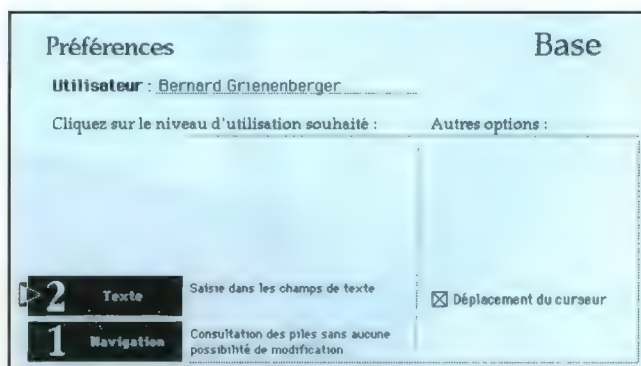 Préférences
Base
Utilisateur : Bernard Grienenberger
Cliquez sur le niveau d'utilisation souhaité :
Autres options :
2 Texte
Saisie dans les champs de texte
Déplacement du curseur
1 Navigation
Consultation des piles sans aucune
possibilité de modification